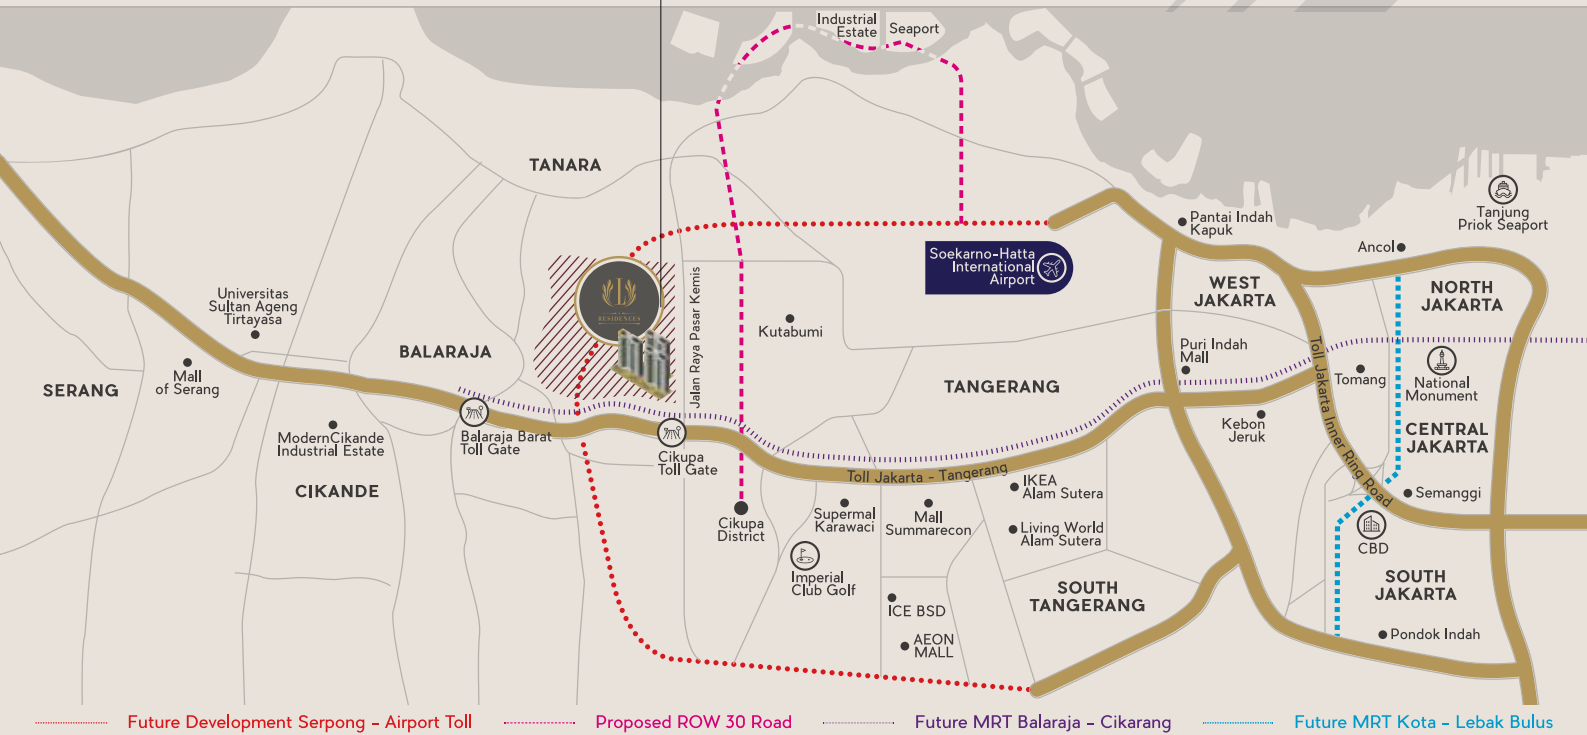 Industrial
Estate
Seaport
TANARA
Tanjung
Priok Seaport
Pantai Indah
Kapuk
Ancol
Soekarno-Hatta
International
Airport
WEST
JAKARTA
NORTH
JAKARTA
Universitas
Sultan Ageng
Tirtayasa
L
RESIDENCES
Jalan Raya Pasar Kemis
Kutabumi
BALARAJA
Mall
of Serang
SERANG
Puri Indah
Mall
Toll Jakarta Inner Ring Road
Tomang
National
Monument
TANGERANG
ModernCikande
Industrial Estate
Balaraja Barat
Toll Gate
Kebon
Jeruk
CENTRAL
JAKARTA
Cikupa
Toll Gate
Toll Jakarta - Tangerang
CIKANDE
IKEA
Alam Sutera
Semanggi
Cikupa
District
Supermal
Karawaci
Mall
Summarecon
Living World
Alam Sutera
CBD
Imperial
Club Golf
SOUTH
TANGERANG
SOUTH
JAKARTA
ICE BSD
AEON
MALL
Pondok Indah
Future Development Serpong - Airport Toll
Proposed ROW 30 Road
Future MRT Balaraja - Cikarang
Future MRT Kota - Lebak Bulus